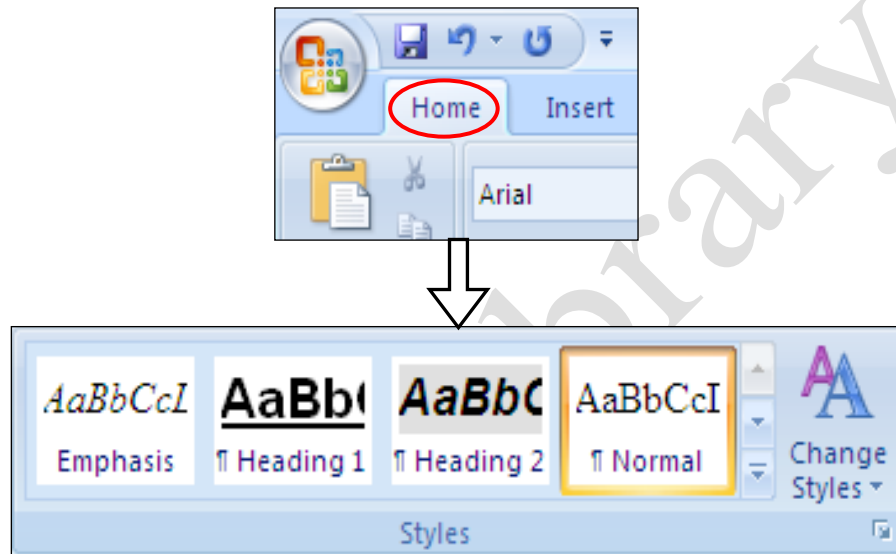 Home Insert
Arial
AaBbCcI AaBb( AaBbC AaBbCcI
Emphasis ¶ Heading 1 ¶ Heading 2 ¶ Normal
Change
Styles
Styles